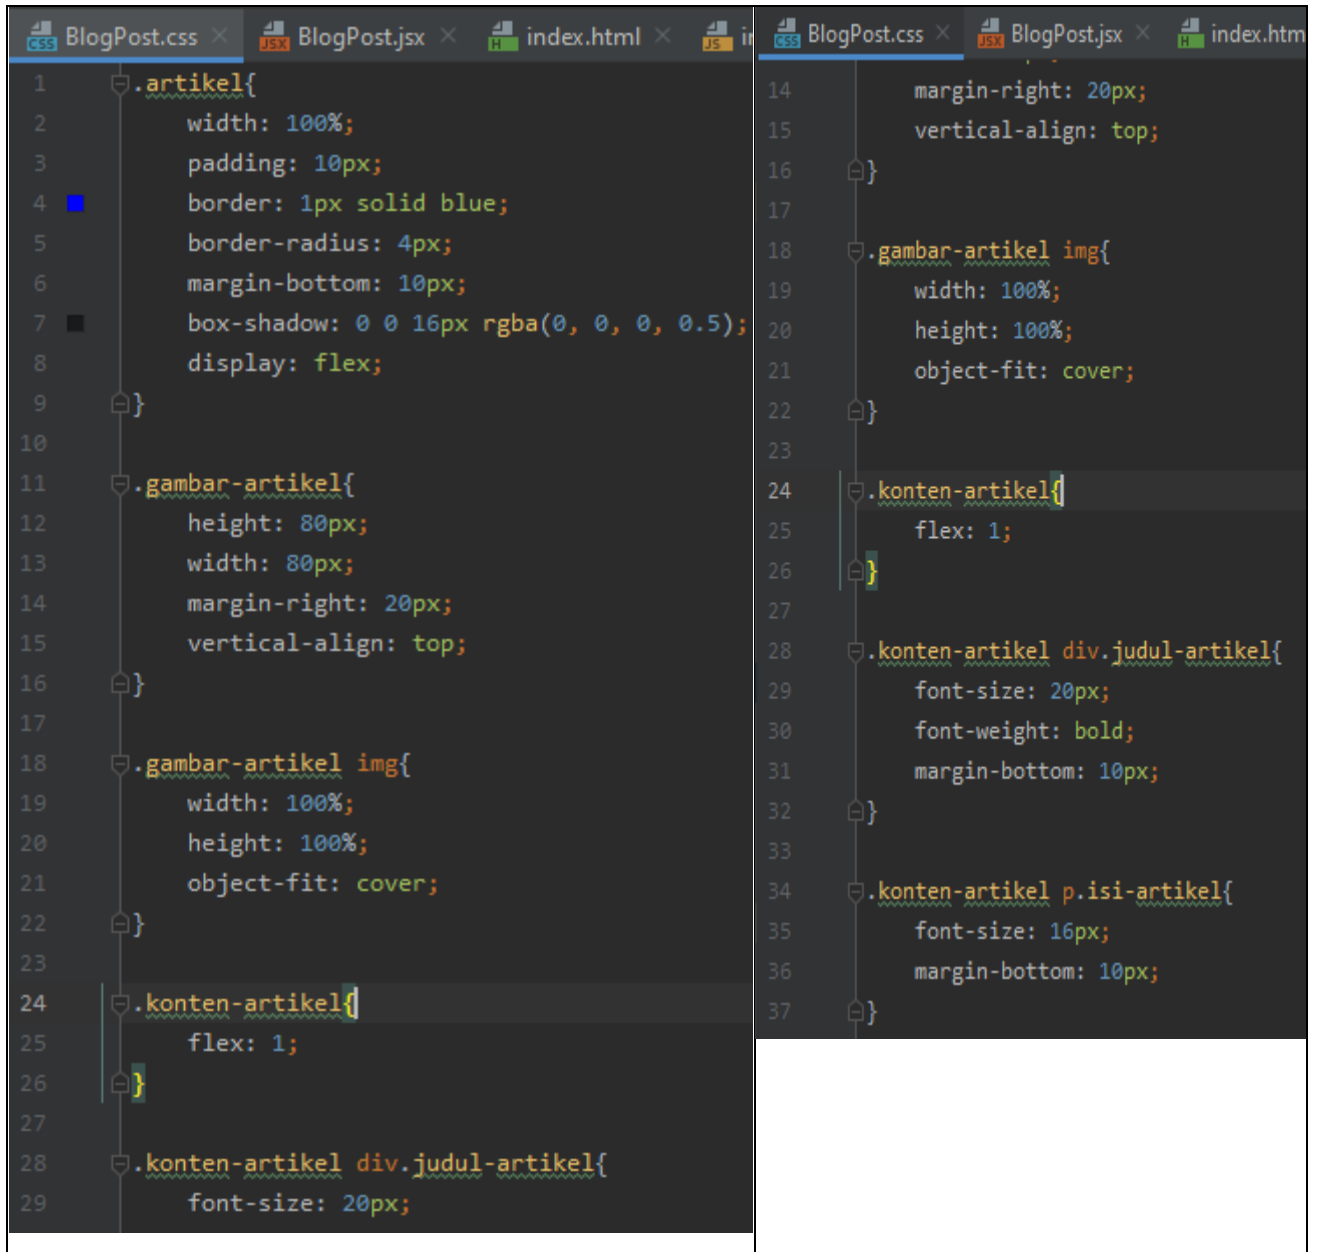 BlogPost.css × BlogPost.jsx × index.html ×
1 .artikel{
2 width: 100%;
3 padding: 10px;
4 border: 1px solid blue;
5 border-radius: 4px;
6 margin-bottom: 10px;
7 box-shadow: 0 0 16px rgba(0, 0, 0, 0.5);
8 display: flex;
9 }
10
11 .gambar-artikel{
12 height: 80px;
13 width: 80px;
14 margin-right: 20px;
15 vertical-align: top;
16 }
17
18 .gambar-artikel img{
19 width: 100%;
20 height: 100%;
21 object-fit: cover;
22 }
23
24 .konten-artikel{
25 flex: 1;
26 }
27
28 .konten-artikel div.judul-artikel{
29 font-size: 20px;
BlogPost.css × BlogPost.jsx × index.htm
14 margin-right: 20px;
15 vertical-align: top;
16 }
17
18 .gambar-artikel img{
19 width: 100%;
20 height: 100%;
21 object-fit: cover;
22 }
23
24 .konten-artikel{
25 flex: 1;
26 }
27
28 .konten-artikel div.judul-artikel{
29 font-size: 20px;
30 font-weight: bold;
31 margin-bottom: 10px;
32 }
33
34 .konten-artikel p.isi-artikel{
35 font-size: 16px;
36 margin-bottom: 10px;
37 }